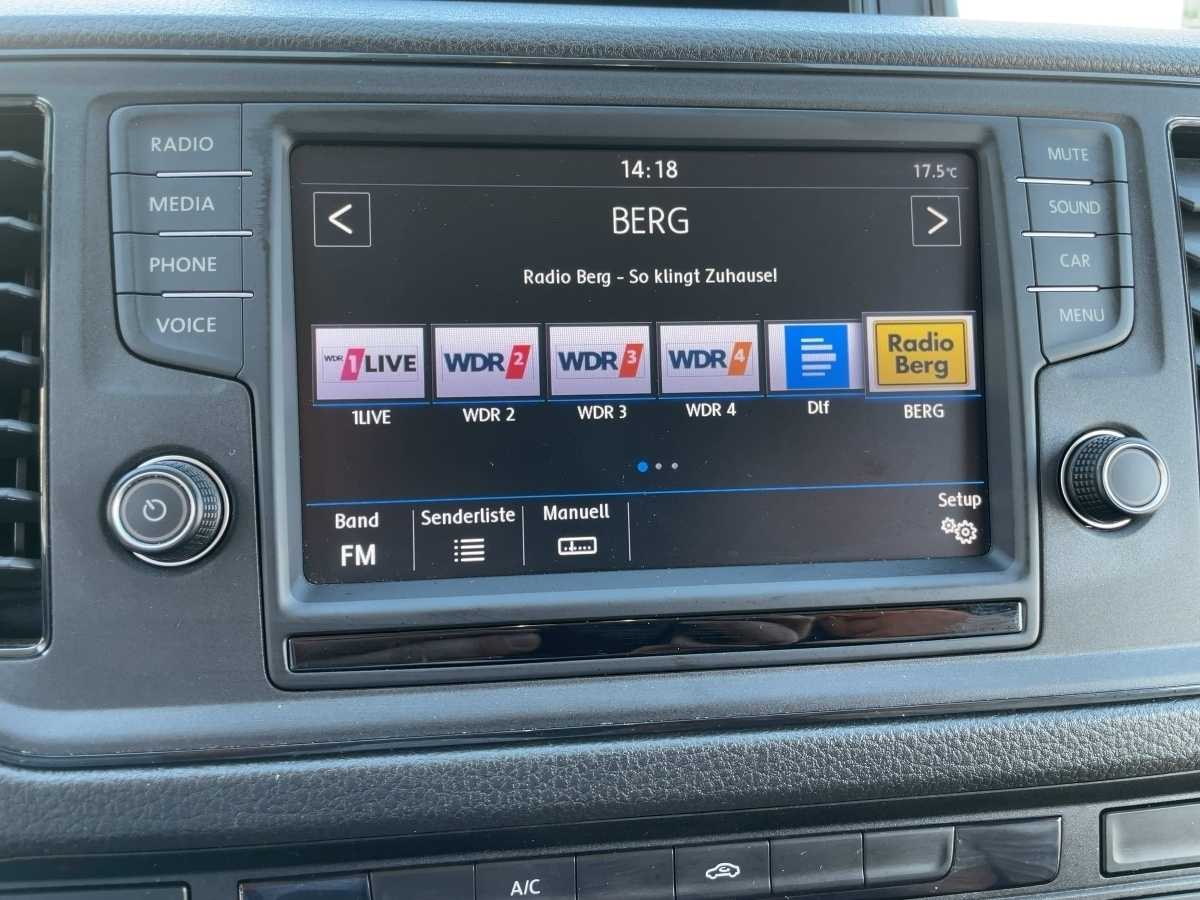 RADIO
MEDIA
PHONE
VOICE
14:18
17.5°C
<
BERG
>
Radio Berg - So klingt Zuhause!
WDR 1LIVE
WDR 2
WDR 3
WDR 4
Radio
Berg
1LIVE
WDR 2
WDR 3
WDR 4
Dlf
BERG
Band
FM
Senderliste
Manuell
Setup
MUTE
SOUND
CAR
MENU
A/C